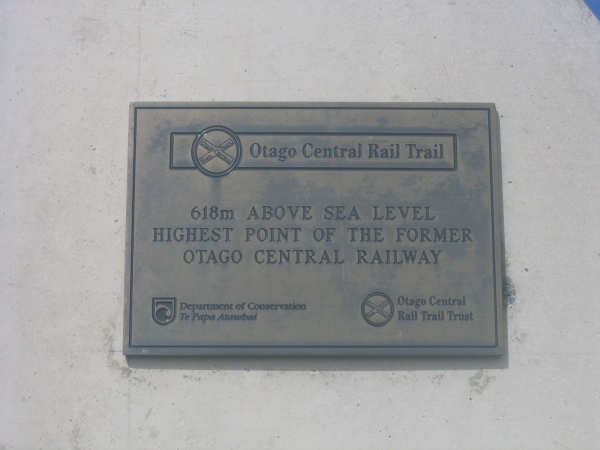 Otago Central Rail Trail
618m ABOVE SEA LEVEL
HIGHEST POINT OF THE FORMER
OTAGO CENTRAL RAILWAY
Department of Conservation
Te Papa Atawhai
Otago Central
Rail Trail Trust